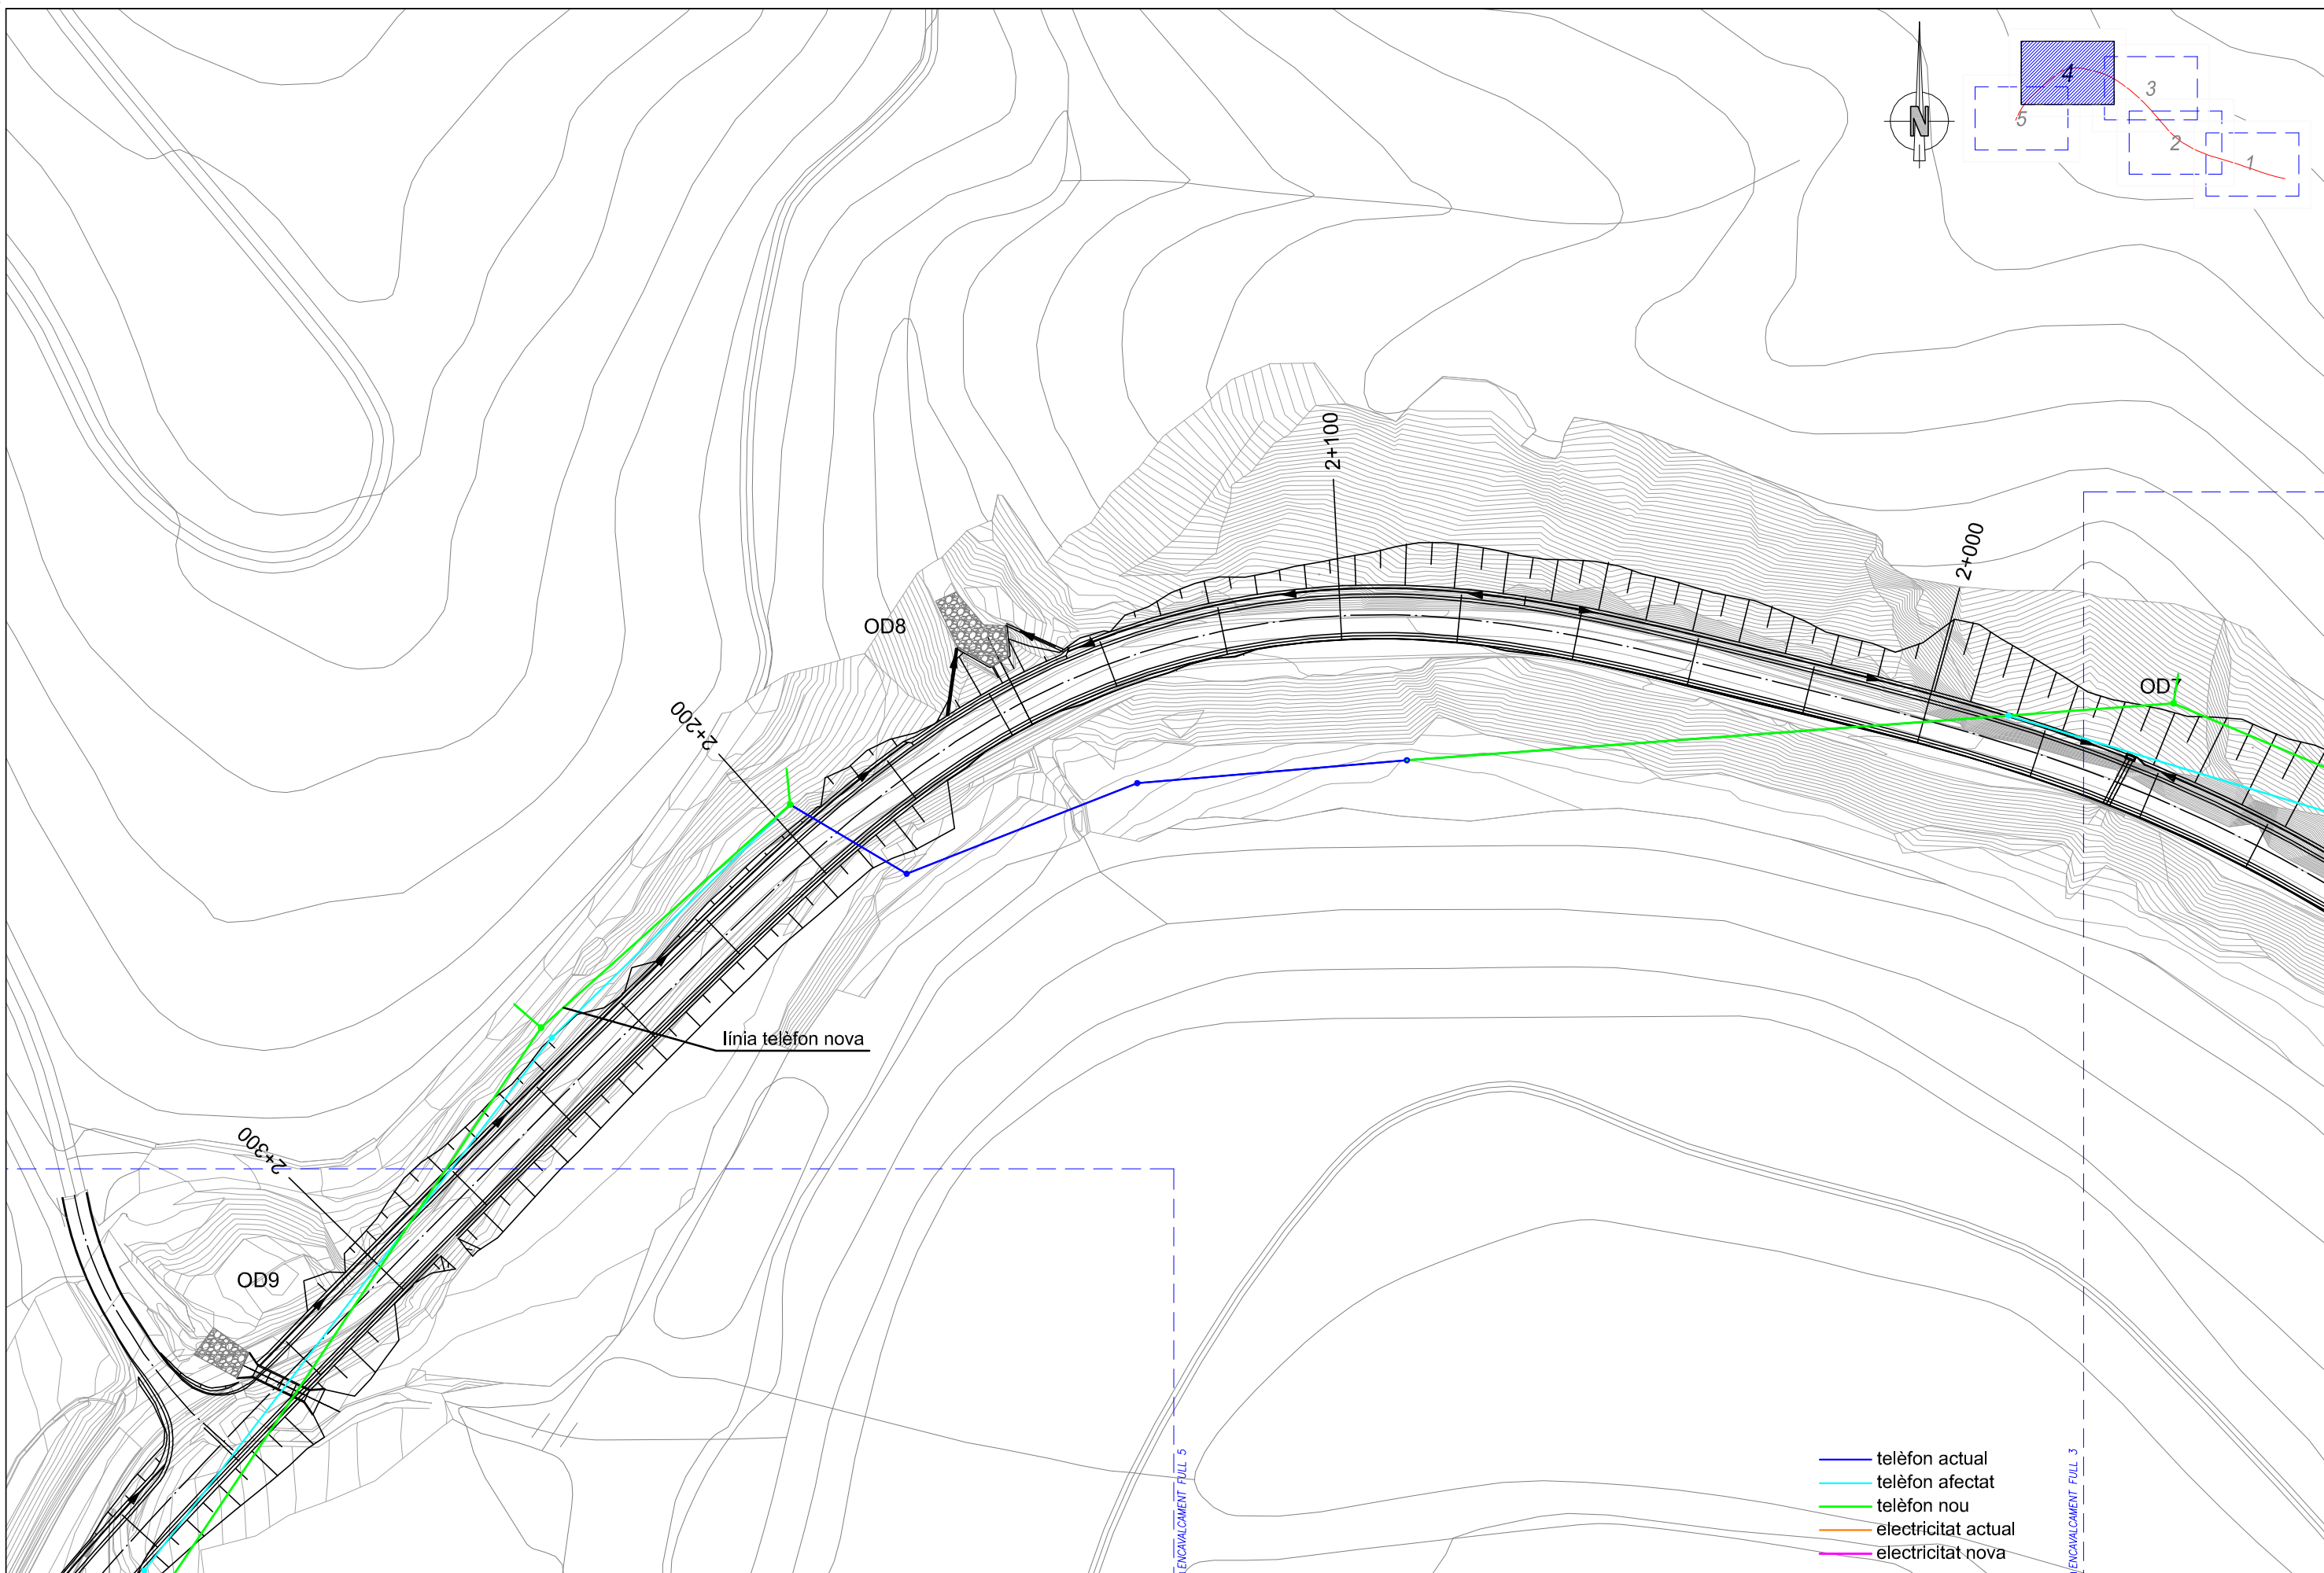 N
4
3
5
2
1
2+100
2+000
OD8
OD7
2+200
línia telèfon nova
2+300
OD9
telèfon actual
telèfon afectat
telèfon nou
electricitat actual
electricitat nova
ENCAVALCAMENT FULL 5
ENCAVALCAMENT FULL 3